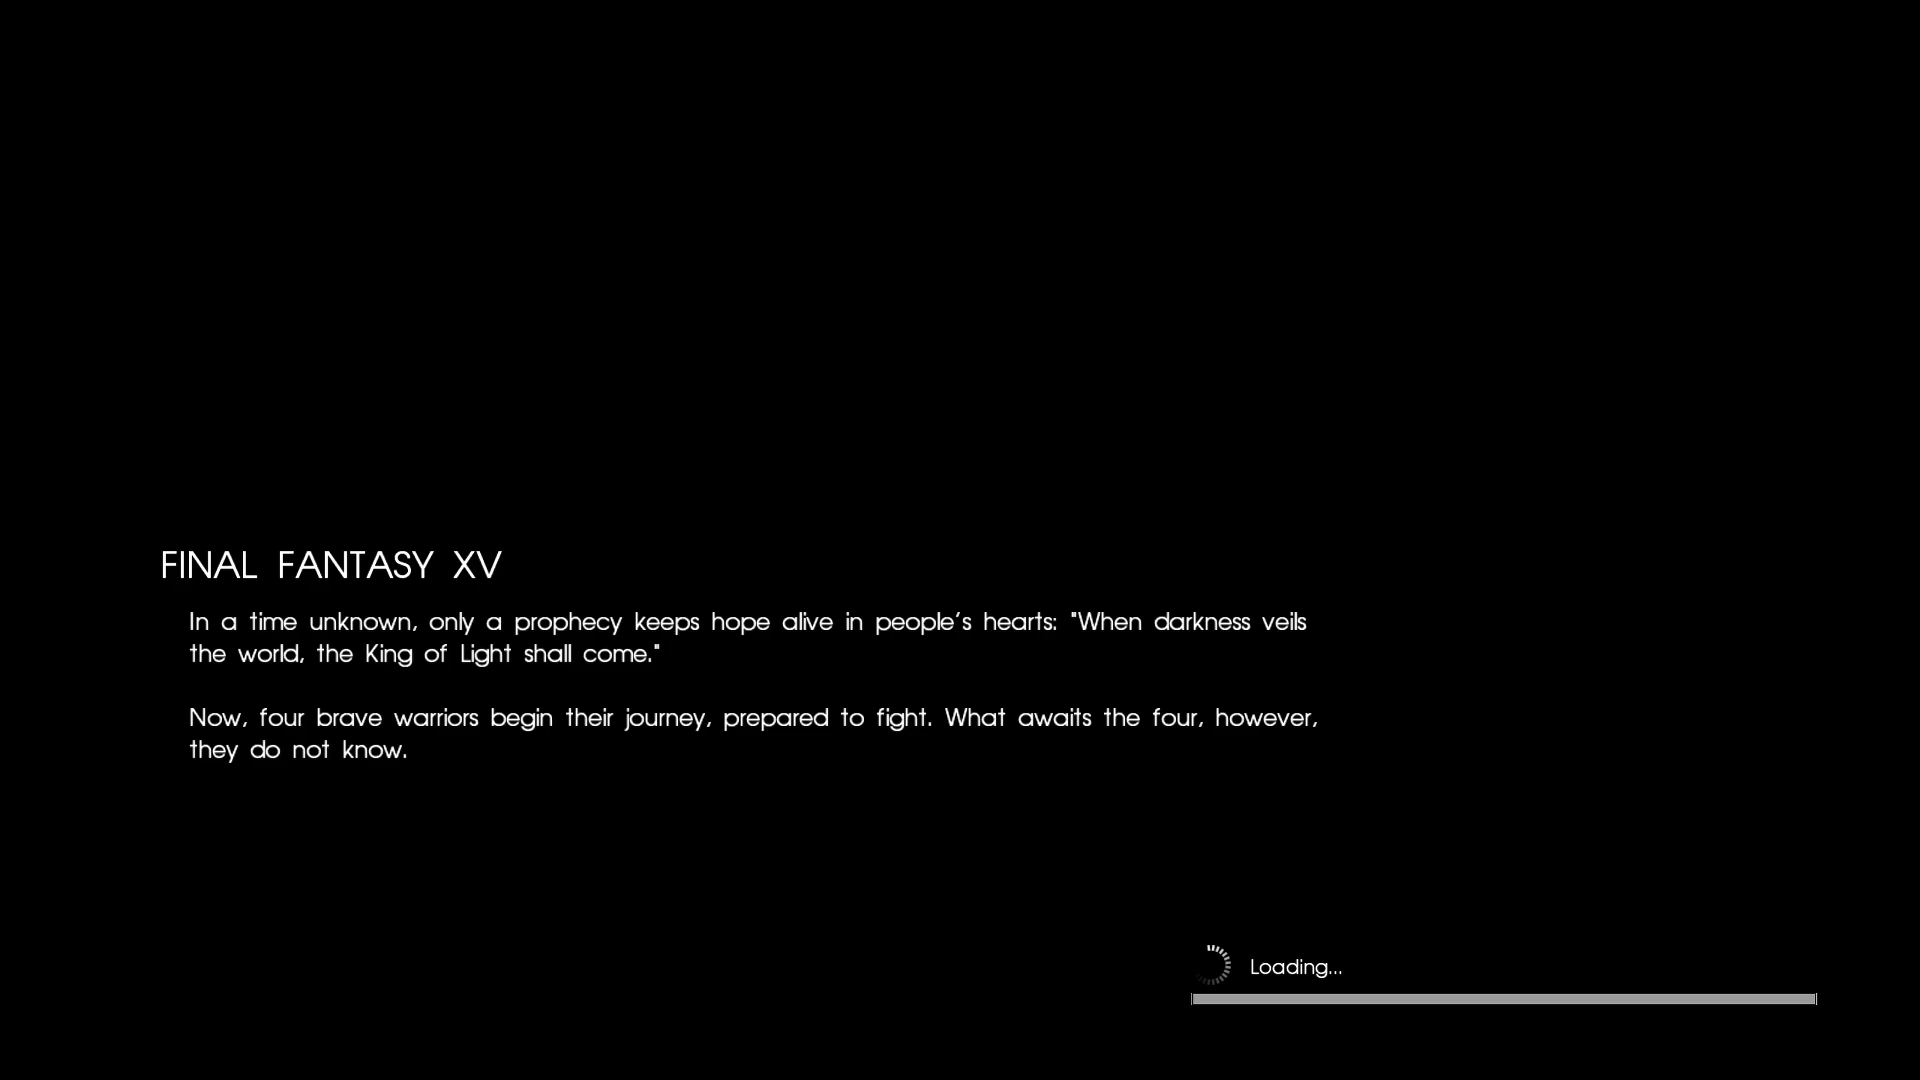 FINAL FANTASY XV
In a time unknown, only a prophecy keeps hope alive in people’s hearts: "When darkness veils
the world, the King of Light shall come."
Now, four brave warriors begin their journey, prepared to fight. What awaits the four, however,
they do not know.
Loading...